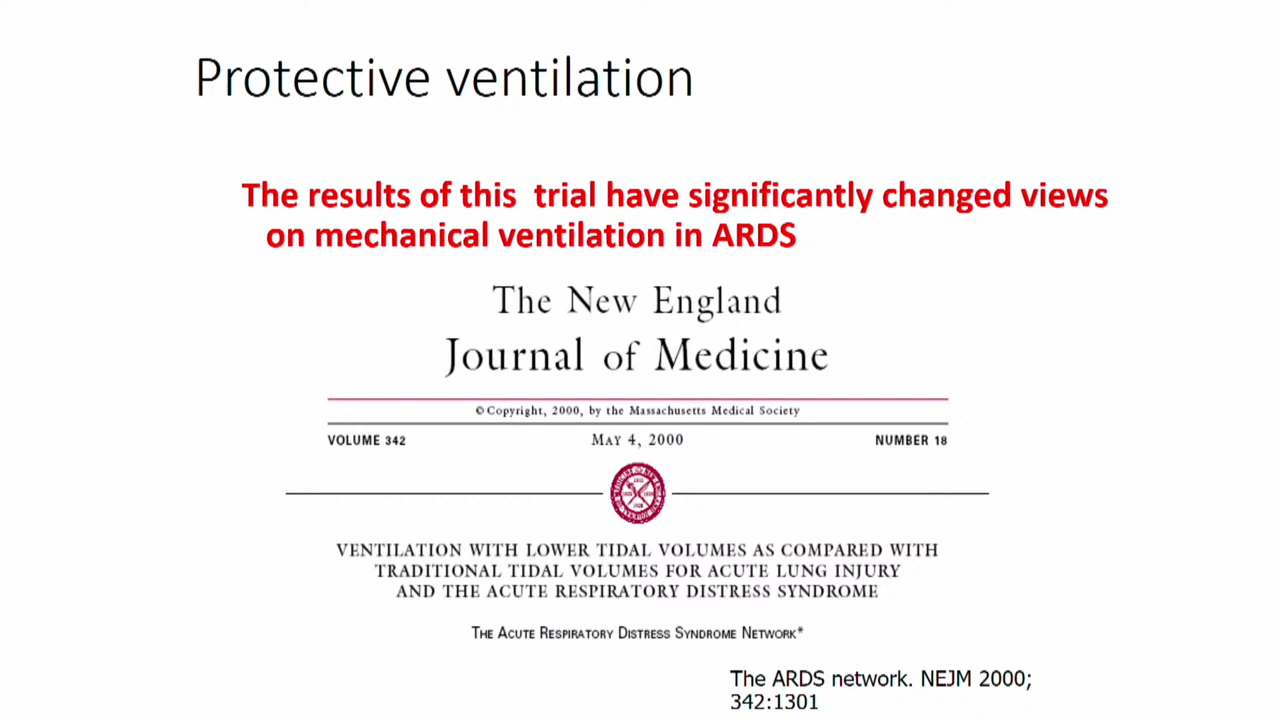 Protective ventilation
The results of this trial have significantly changed views
on mechanical ventilation in ARDS
The New England
Journal of Medicine
© Copyright, 2000, by the Massachusetts Medical Society
VOLUME 342 MAY 4, 2000 NUMBER 18
VENTILATION WITH LOWER TIDAL VOLUMES AS COMPARED WITH
TRADITIONAL TIDAL VOLUMES FOR ACUTE LUNG INJURY
AND THE ACUTE RESPIRATORY DISTRESS SYNDROME
THE ACUTE RESPIRATORY DISTRESS SYNDROME NETWORK*
The ARDS network. NEJM 2000;
342:1301